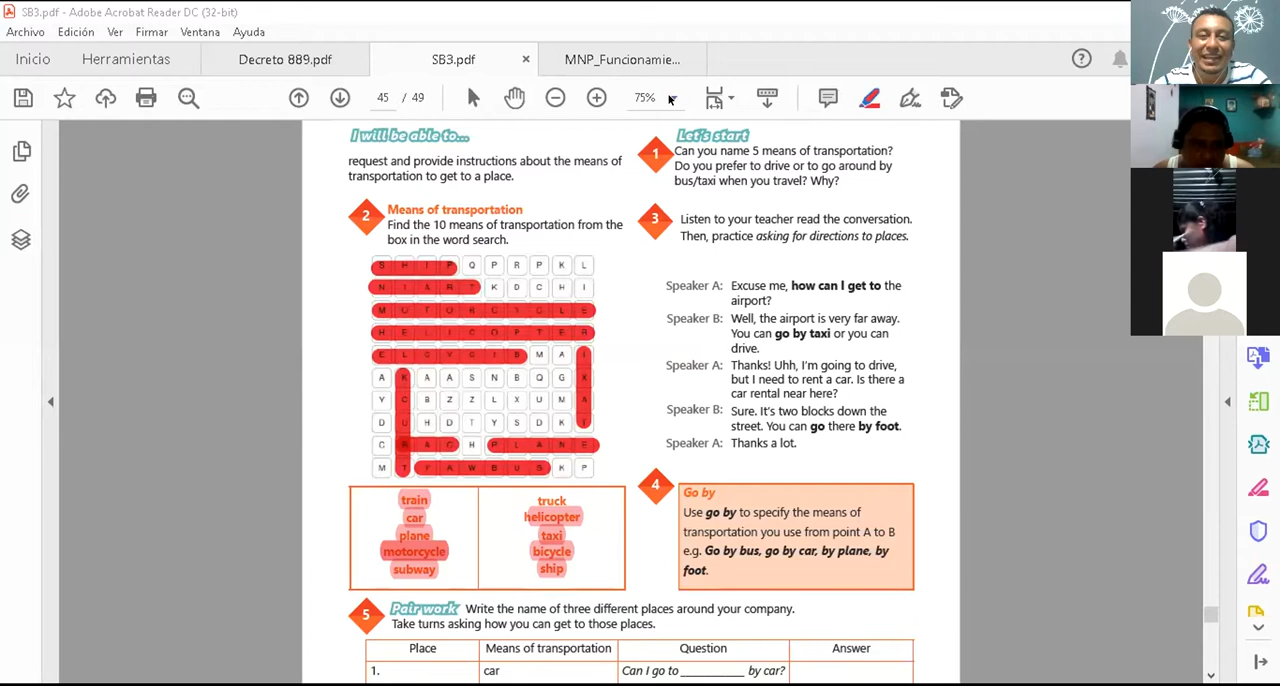 SB3.pdf - Adobe Acrobat Reader DC (32-bit)
Archivo Edición Ver Firmar Ventana Ayuda
Inicio Herramientas Decreto 889.pdf SB3.pdf × MNP_Funcionamie...
45 / 49 75%
I will be able to...
request and provide instructions about the means of
transportation to get to a place.
1 Let's start
Can you name 5 means of transportation?
Do you prefer to drive or to go around by
bus/taxi when you travel? Why?
2 Means of transportation
Find the 10 means of transportation from the
box in the word search.
S H I P Q P R P K L
N I A R T K D C H I
M O T O R C Y C L E
H E L I C O P T E R
E L C Y C I B M A I
A K A A S N B Q G X
Y C B Z Z L X U M A
D U H D T Y S D K T
C R A C H P L A N E
M T Y A W B U S K P
train
car
plane
motorcycle
subway
truck
helicopter
taxi
bicycle
ship
3 Listen to your teacher read the conversation.
Then, practice asking for directions to places.
Speaker A: Excuse me, how can I get to the
airport?
Speaker B: Well, the airport is very far away.
You can go by taxi or you can
drive.
Speaker A: Thanks! Uhh, I'm going to drive,
but I need to rent a car. Is there a
car rental near here?
Speaker B: Sure. It's two blocks down the
street. You can go there by foot.
Speaker A: Thanks a lot.
4 Go by
Use go by to specify the means of
transportation you use from point A to B
e.g. Go by bus, go by car, by plane, by
foot.
5 Pair work Write the name of three different places around your company.
Take turns asking how you can get to those places.
Place Means of transportation Question Answer
1. car Can I go to __________ by car?